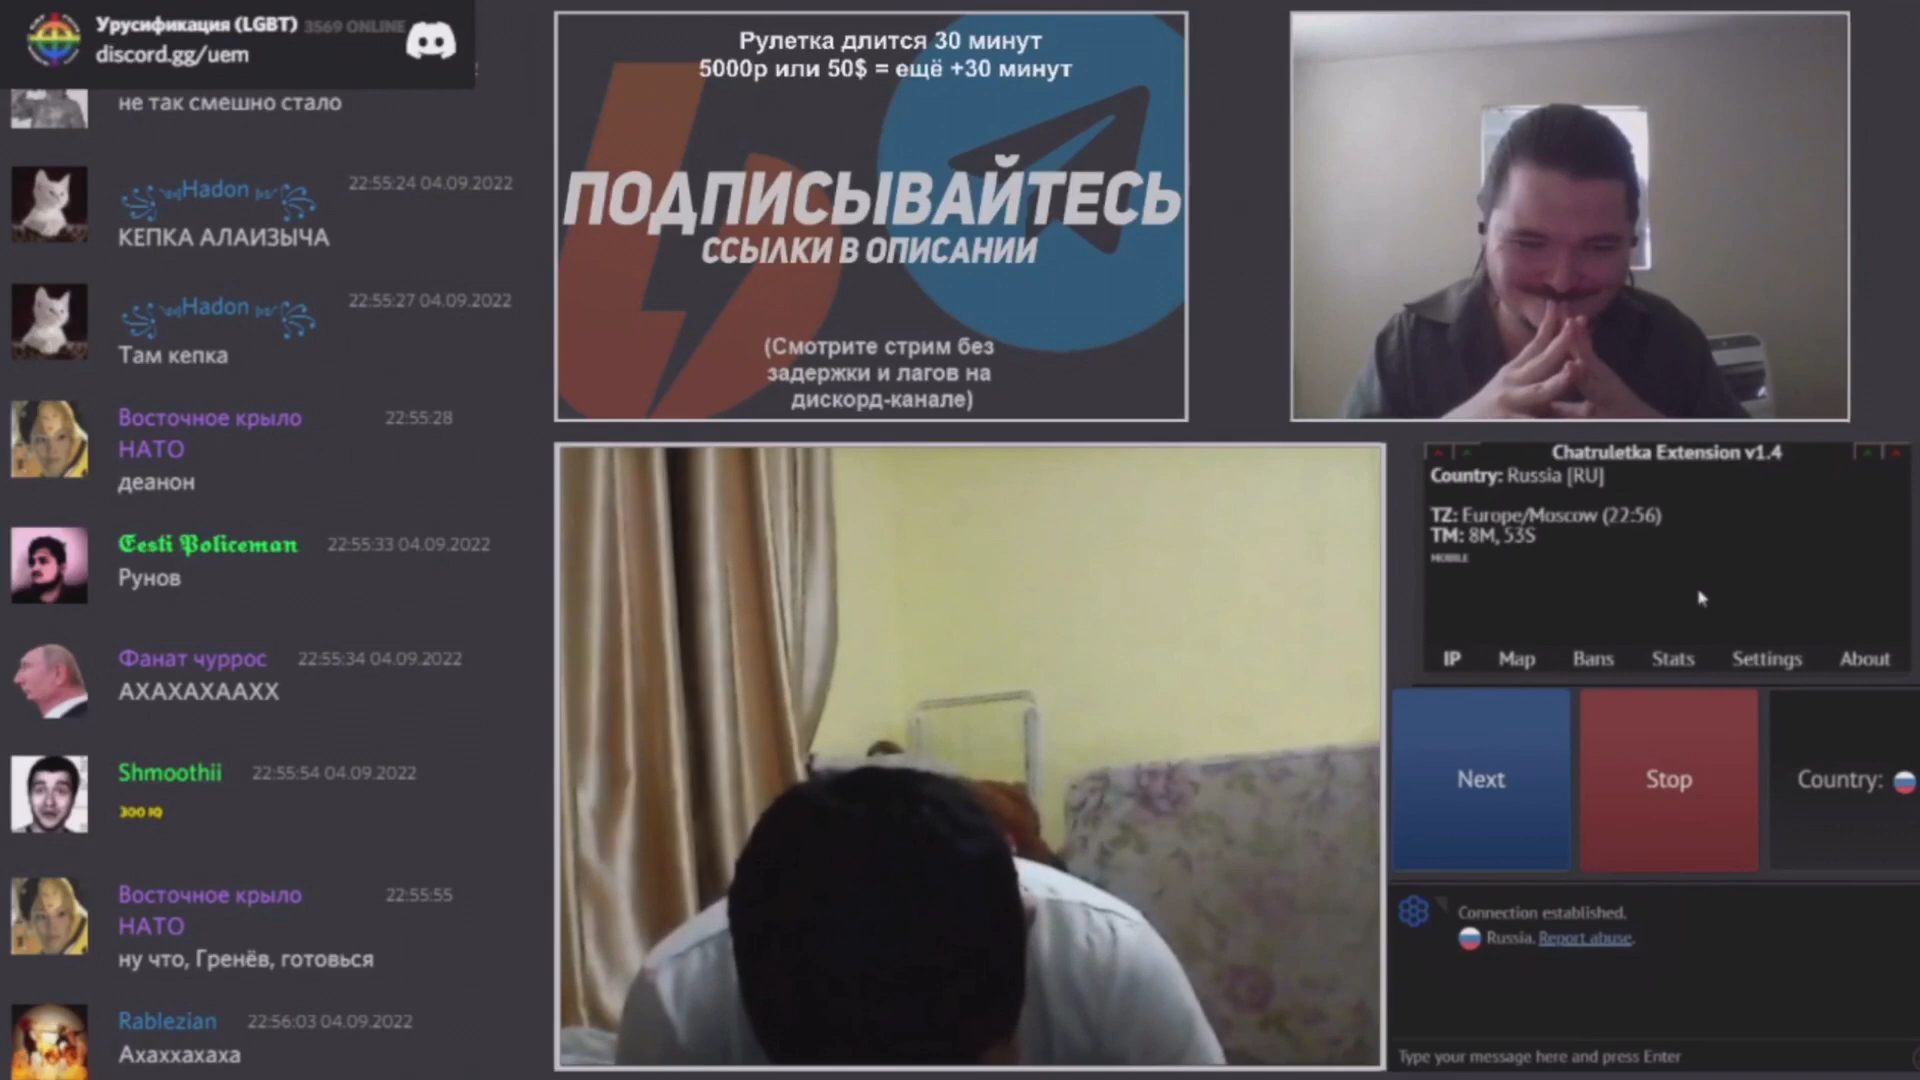 Урусификация (LGBT) 3569 ONLINE
discord.gg/uem
не так смешно стало
Hadon 22:55:24 04.09.2022
КЕПКА АЛАИЗЫЧА
Hadon 22:55:27 04.09.2022
Там кепка
Восточное крыло 22:55:28
НАТО
деанон
Eesti Policeman 22:55:33 04.09.2022
Рунов
Фанат чуррос 22:55:34 04.09.2022
АХАХАХААХХ
Shmoothii 22:55:54 04.09.2022
300 IQ
Восточное крыло 22:55:55
НАТО
ну что, Гренёв, готовься
Rablezian 22:56:03 04.09.2022
Ахаххахаха
Рулетка длится 30 минут
5000р или 50$ = ещё +30 минут
ПОДПИСЫВАЙТЕСЬ
ССЫЛКИ В ОПИСАНИИ
(Смотрите стрим без
задержки и лагов на
дискорд-канале)
Chatruletka Extension v1.4
Country: Russia [RU]
TZ: Europe/Moscow (22:56)
TM: 8M, 53S
MOBILE
IP Map Bans Stats Settings About
Next Stop Country:
Connection established.
Russia. Report abuse.
Type your message here and press Enter